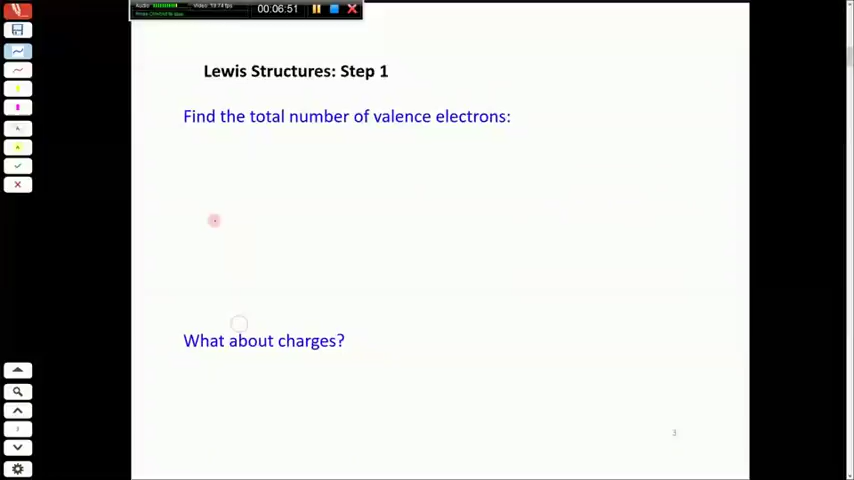 00:06:51
Lewis Structures: Step 1
Find the total number of valence electrons:
What about charges?
3